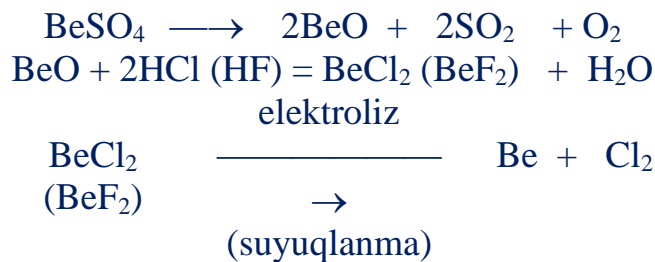 BeSO₄ ⟶ 2BeO + 2SO₂ + O₂
BeO + 2HCl (HF) = BeCl₂ (BeF₂) + H₂O
elektroliz
BeCl₂ ———————— Be + Cl₂
(BeF₂) →
(suyuqlanma)